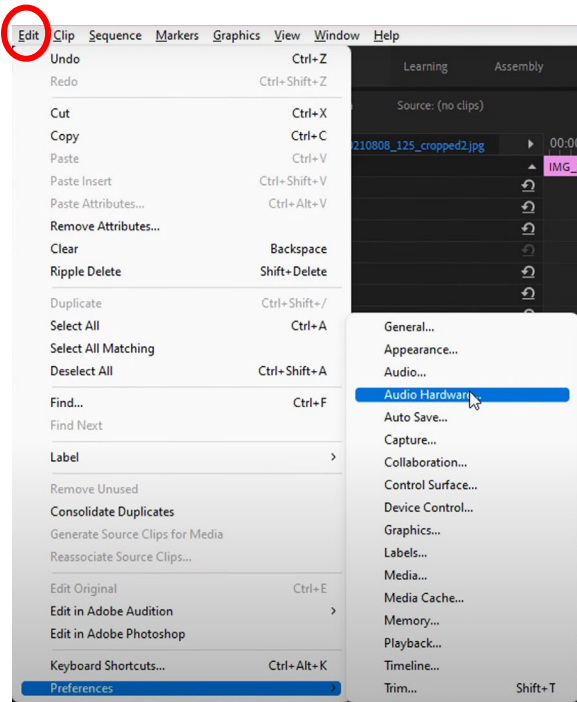 Edit Clip Sequence Markers Graphics View Window Help
Undo Ctrl+Z
Redo Ctrl+Shift+Z
Cut Ctrl+X
Copy Ctrl+C
Paste Ctrl+V
Paste Insert Ctrl+Shift+V
Paste Attributes... Ctrl+Alt+V
Remove Attributes...
Clear Backspace
Ripple Delete Shift+Delete
Duplicate Ctrl+Shift+/
Select All Ctrl+A
Select All Matching
Deselect All Ctrl+Shift+A
Find... Ctrl+F
Find Next
Label >
Remove Unused
Consolidate Duplicates
Generate Source Clips for Media
Reassociate Source Clips...
Edit Original Ctrl+E
Edit in Adobe Audition >
Edit in Adobe Photoshop
Keyboard Shortcuts... Ctrl+Alt+K
Preferences >
Learning Assembly
Source: (no clips)
0210808_125_cropped2.jpg 00:00
IMG_
General...
Appearance...
Audio...
Audio Hardware...
Auto Save...
Capture...
Collaboration...
Control Surface...
Device Control...
Graphics...
Labels...
Media...
Media Cache...
Memory...
Playback...
Timeline...
Trim... Shift+T